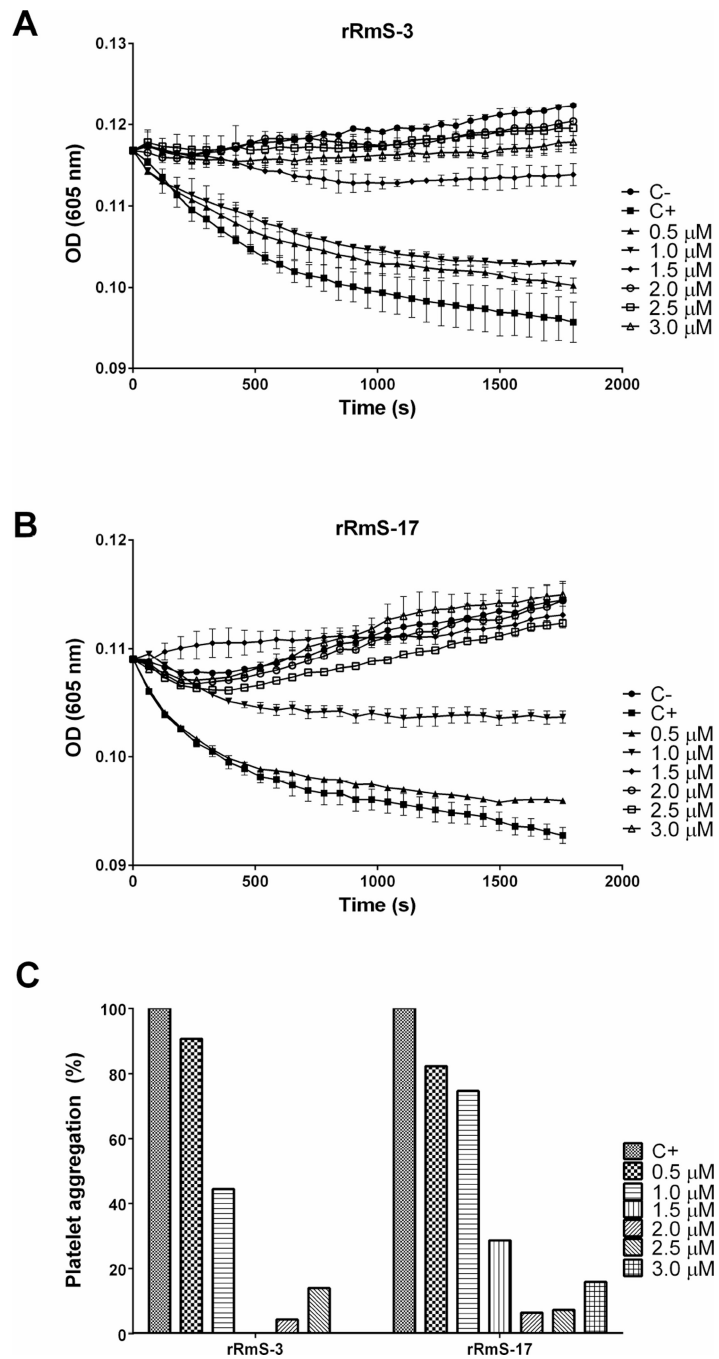 A
rRmS-3
0.13
0.12
0.11
0.10
0.09
OD (605 nm)
0
500
1000
1500
2000
Time (s)
C-
C+
0.5 µM
1.0 µM
1.5 µM
2.0 µM
2.5 µM
3.0 µM
B
rRmS-17
0.12
0.11
0.10
0.09
OD (605 nm)
0
500
1000
1500
2000
Time (s)
C-
C+
0.5 µM
1.0 µM
1.5 µM
2.0 µM
2.5 µM
3.0 µM
C
100
80
60
40
20
0
Platelet aggregation (%)
rRmS-3
rRmS-17
C+
0.5 µM
1.0 µM
1.5 µM
2.0 µM
2.5 µM
3.0 µM